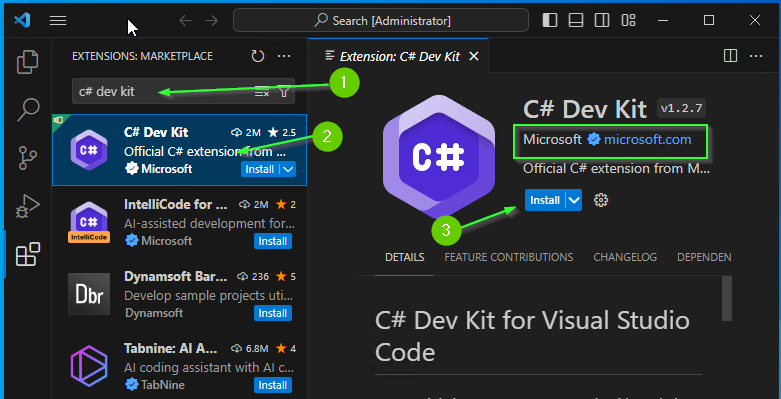 Search [Administrator]
EXTENSIONS: MARKETPLACE
c# dev kit
1
C#
C# Dev Kit 2M 2.5
Official C# extension from ...
Microsoft Install
2
C#
IntelliCode
IntelliCode for ... 2M 2
AI-assisted development for...
Microsoft Install
Dbr
Dynamsoft Bar... 236 5
Develop sample projects uti...
Dynamsoft Install
Tabnine: AI A... 6.8M 4
AI coding assistant with AI c...
TabNine Install
Extension: C# Dev Kit
C#
C# Dev Kit v1.2.7
Microsoft microsoft.com
Official C# extension from M...
Install
3
DETAILS FEATURE CONTRIBUTIONS CHANGELOG DEPENDEN
C# Dev Kit for Visual Studio
Code